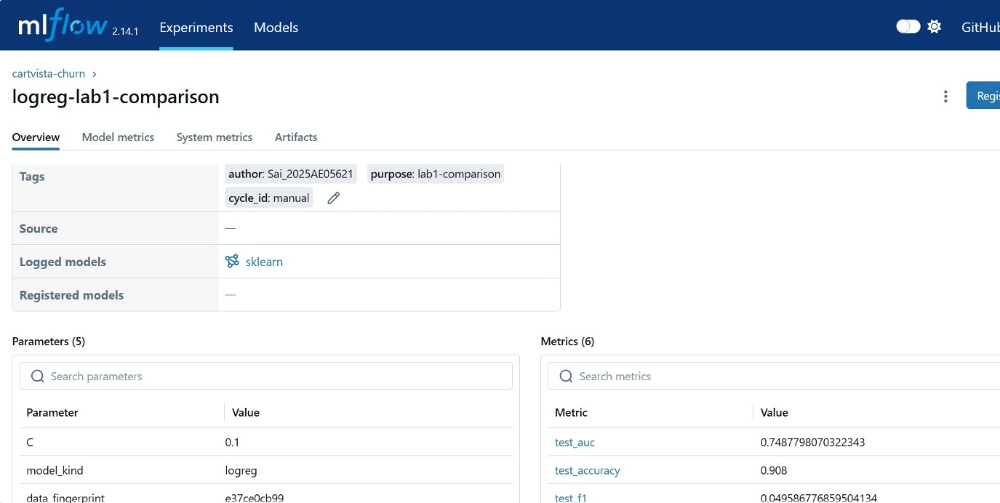 mlflow 2.14.1 Experiments Models GitHub
cartvista-churn ›
logreg-lab1-comparison
Regis
Overview Model metrics System metrics Artifacts
Tags author: Sai_2025AE05621 purpose: lab1-comparison
cycle_id: manual
Source —
Logged models sklearn
Registered models —
Parameters (5) Metrics (6)
Search parameters Search metrics
Parameter Value Metric Value
C 0.1 test_auc 0.7487798070322343
model_kind logreg test_accuracy 0.908
data_fingerprint e37ce0cb99 test_f1 0.049586776859504134